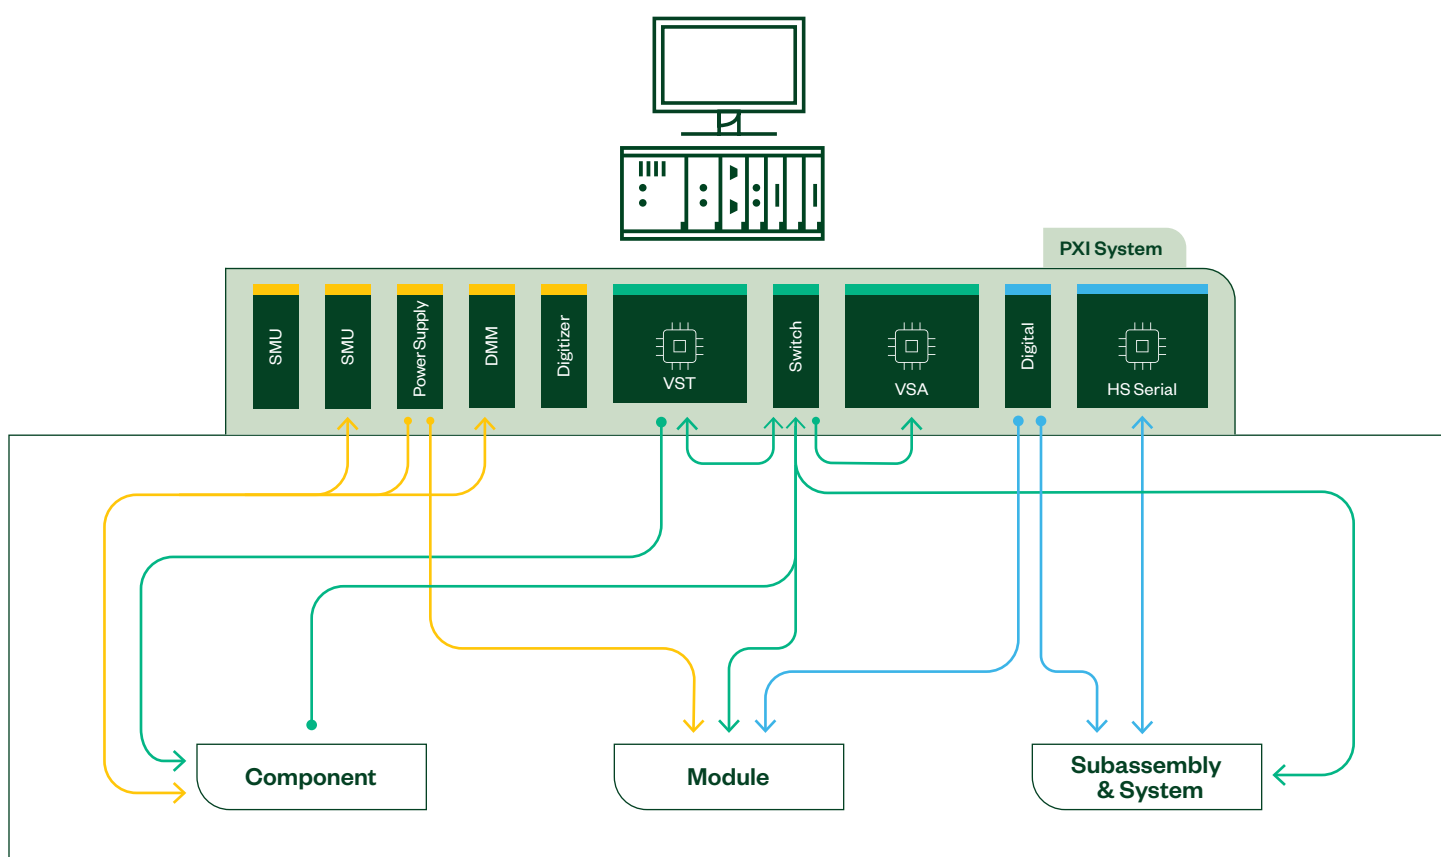 PXI System
SMU
SMU
Power Supply
DMM
Digitizer
VST
Switch
VSA
Digital
HS Serial
Component
Module
Subassembly
& System